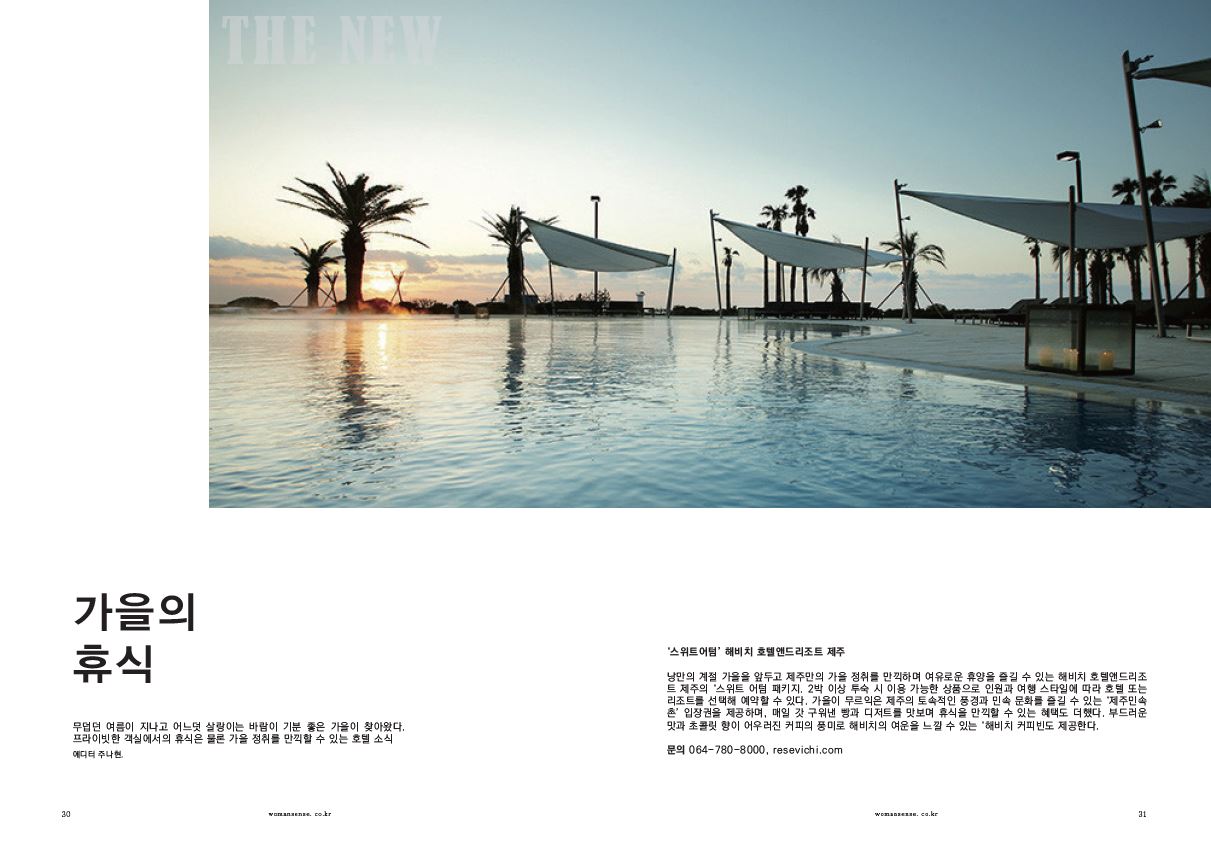 THE NEW
가을의
휴식
무덥던 여름이 지나고 어느덧 살랑이는 바람이 기분 좋은 가을이 찾아왔다.
프라이빗한 객실에서의 휴식은 물론 가을 정취를 만끽할 수 있는 호텔 소식
에디터 주나현.
‘스위트어텀’ 해비치 호텔앤드리조트 제주
낭만의 계절 가을을 앞두고 제주만의 가을 정취를 만끽하며 여유로운 휴양을 즐길 수 있는 해비치 호텔앤드리조
트 제주의 ‘스위트 어텀 패키지. 2박 이상 투숙 시 이용 가능한 상품으로 인원과 여행 스타일에 따라 호텔 또는
리조트를 선택해 예약할 수 있다. 가을이 무르익은 제주의 토속적인 풍경과 민속 문화를 즐길 수 있는 ‘제주민속
촌’ 입장권을 제공하며, 매일 갓 구워낸 빵과 디저트를 맛보며 휴식을 만끽할 수 있는 혜택도 더했다. 부드러운
맛과 초콜릿 향이 어우러진 커피의 풍미로 해비치의 여운을 느낄 수 있는 ‘해비치 커피빈도 제공한다.
문의 064-780-8000, resevichi.com
30
womansense. co.kr
womansense. co.kr
31